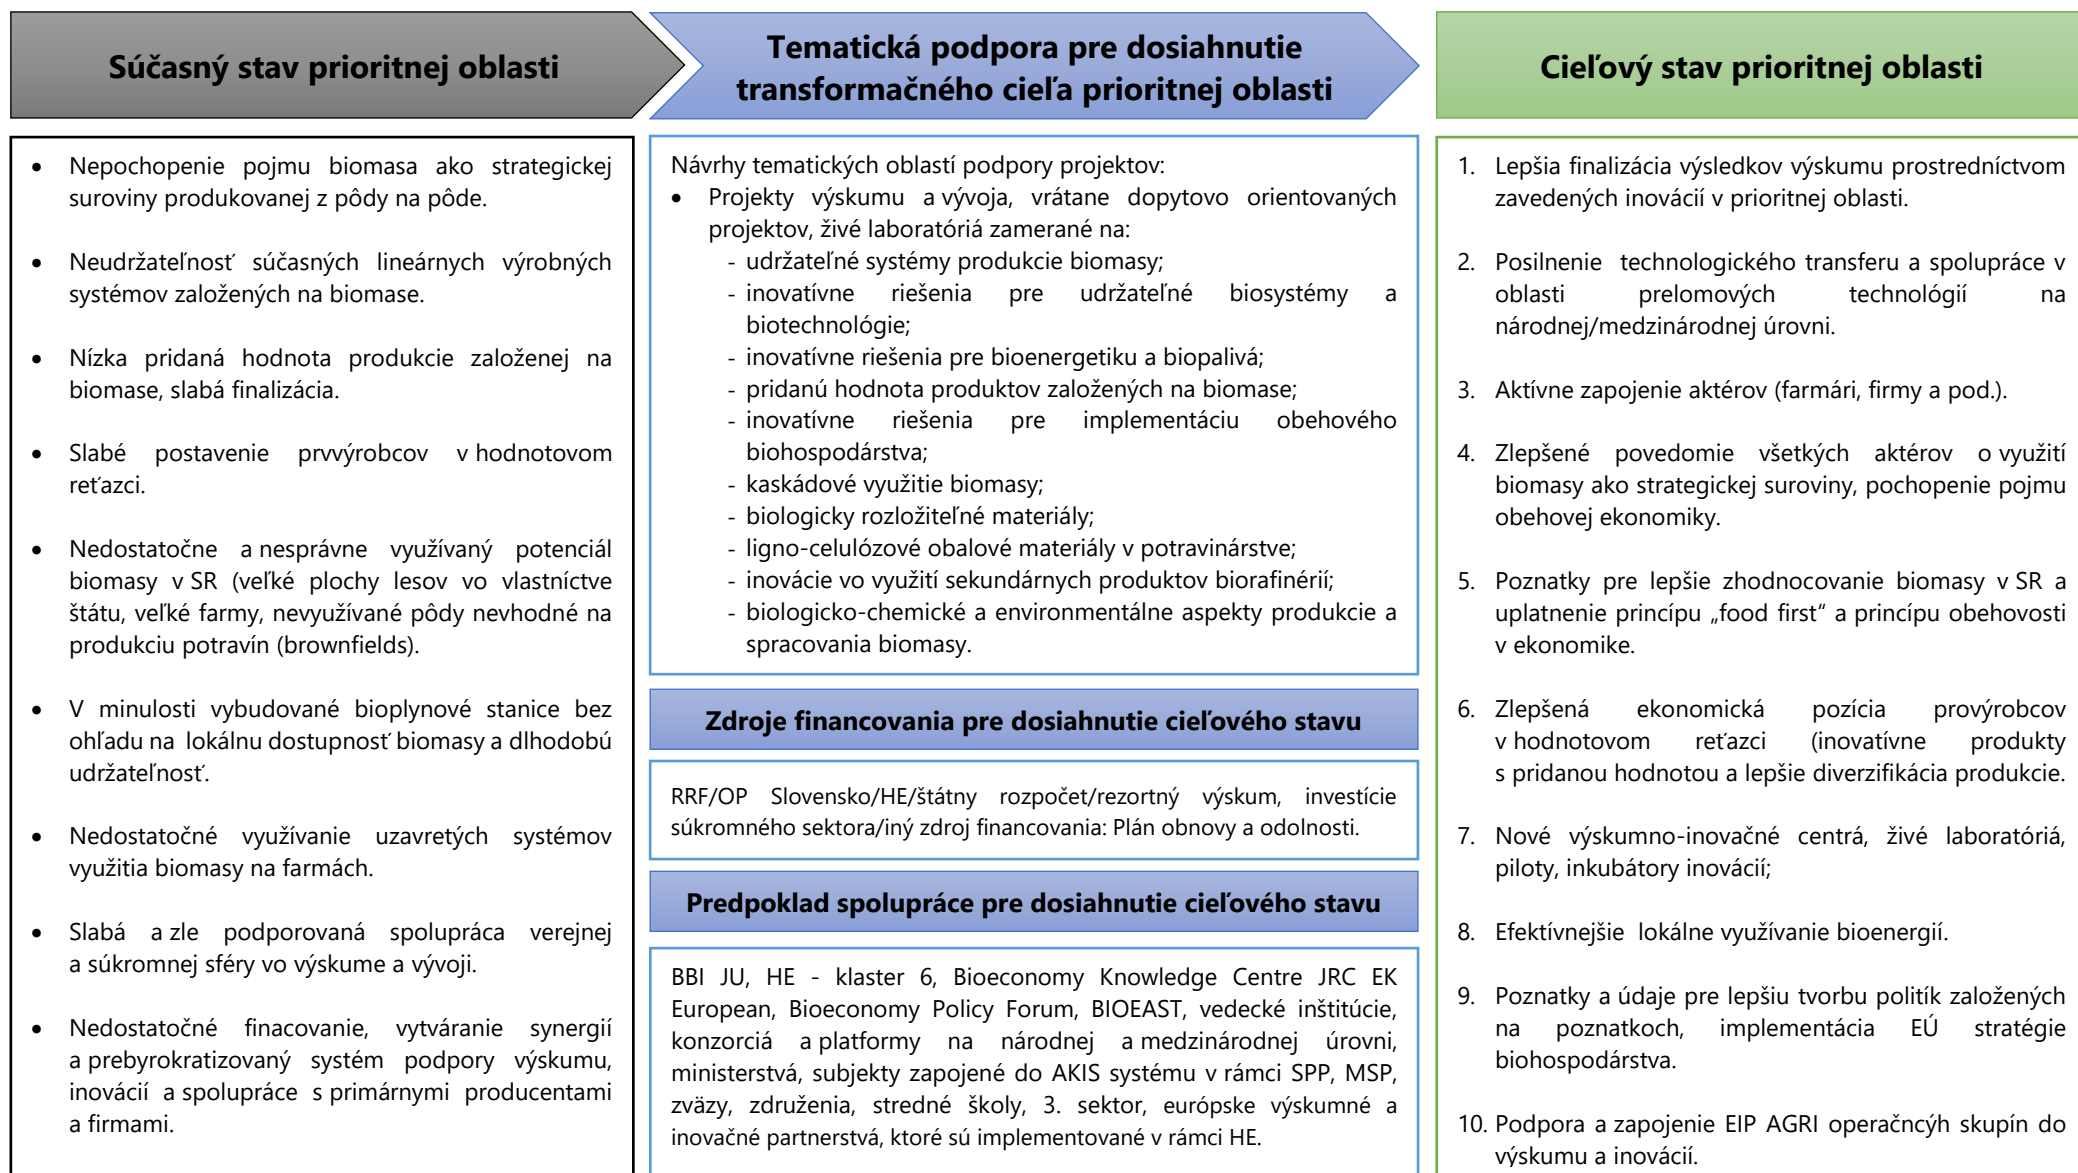 Súčasný stav prioritnej oblasti
Nepochopenie pojmu biomasa ako strategickej
suroviny produkovanej z pôdy na pôde.
Neudržateľnosť súčasných lineárnych výrobných
systémov založených na biomase.
Nízka pridaná hodnota produkcie založenej na
biomase, slabá finalizácia.
Slabé postavenie prvvýrobcov v hodnotovom
reťazci.
Nedostatočne a nesprávne využívaný potenciál
biomasy v SR (veľké plochy lesov vo vlastníctve
štátu, veľké farmy, nevyužívané pôdy nevhodné na
produkciu potravín (brownfields).
V minulosti vybudované bioplynové stanice bez
ohľadu na lokálnu dostupnosť biomasy a dlhodobú
udržateľnosť.
Nedostatočné využívanie uzavretých systémov
využitia biomasy na farmách.
Slabá a zle podporovaná spolupráca verejnej
a súkromnej sféry vo výskume a vývoji.
Nedostatočné finacovanie, vytváranie synergií
a prebyrokratizovaný systém podpory výskumu,
inovácií a spolupráce s primárnymi producentami
a firmami.
Tematická podpora pre dosiahnutie
transformačného cieľa prioritnej oblasti
Návrhy tematických oblastí podpory projektov:
Projekty výskumu a vývoja, vrátane dopytovo orientovaných
projektov, živé laboratóriá zamerané na:
- udržateľné systémy produkcie biomasy;
- inovatívne riešenia pre udržateľné biosystémy a
biotechnológie;
- inovatívne riešenia pre bioenergetiku a biopalivá;
- pridanú hodnota produktov založených na biomase;
- inovatívne riešenia pre implementáciu obehového
biohospodárstva;
- kaskádové využitie biomasy;
- biologicky rozložiteľné materiály;
- ligno-celulózové obalové materiály v potravinárstve;
- inovácie vo využití sekundárnych produktov biorafinérií;
- biologicko-chemické a environmentálne aspekty produkcie a
spracovania biomasy.
Zdroje financovania pre dosiahnutie cieľového stavu
RRF/OP Slovensko/HE/štátny rozpočet/rezortný výskum, investície
súkromného sektora/iný zdroj financovania: Plán obnovy a odolnosti.
Predpoklad spolupráce pre dosiahnutie cieľového stavu
BBI JU, HE - klaster 6, Bioeconomy Knowledge Centre JRC EK
European, Bioeconomy Policy Forum, BIOEAST, vedecké inštitúcie,
konzorciá a platformy na národnej a medzinárodnej úrovni,
ministerstvá, subjekty zapojené do AKIS systému v rámci SPP, MSP,
zväzy, združenia, stredné školy, 3. sektor, európske výskumné a
inovačné partnerstvá, ktoré sú implementované v rámci HE.
Cieľový stav prioritnej oblasti
1. Lepšia finalizácia výsledkov výskumu prostredníctvom
zavedených inovácií v prioritnej oblasti.
2. Posilnenie technologického transferu a spolupráce v
oblasti prelomových technológií na
národnej/medzinárodnej úrovni.
3. Aktívne zapojenie aktérov (farmári, firmy a pod.).
4. Zlepšené povedomie všetkých aktérov o využití
biomasy ako strategickej suroviny, pochopenie pojmu
obehovej ekonomiky.
5. Poznatky pre lepšie zhodnocovanie biomasy v SR a
uplatnenie princípu „food first“ a princípu obehovosti
v ekonomike.
6. Zlepšená ekonomická pozícia provýrobcov
v hodnotovom reťazci (inovatívne produkty
s pridanou hodnotou a lepšie diverzifikácia produkcie.
7. Nové výskumno-inovačné centrá, živé laboratóriá,
piloty, inkubátory inovácií;
8. Efektívnejšie lokálne využívanie bioenergií.
9. Poznatky a údaje pre lepšiu tvorbu politík založených
na poznatkoch, implementácia EÚ stratégie
biohospodárstva.
10. Podpora a zapojenie EIP AGRI operačncýh skupín do
výskumu a inovácií.